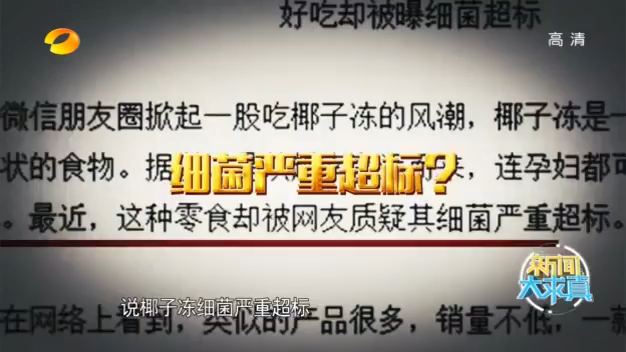 好吃却被曝细菌超标
高清
微信朋友圈掀起一股吃椰子冻的风潮，椰子冻是一
状的食物。据
连孕妇都可
细菌严重超标?
。最近，这种零食却被网友质疑其细菌严重超标。
新闻
大求真
说椰子冻细菌严重超标
在网络上看到，类似的产品很多，销量不低，一款